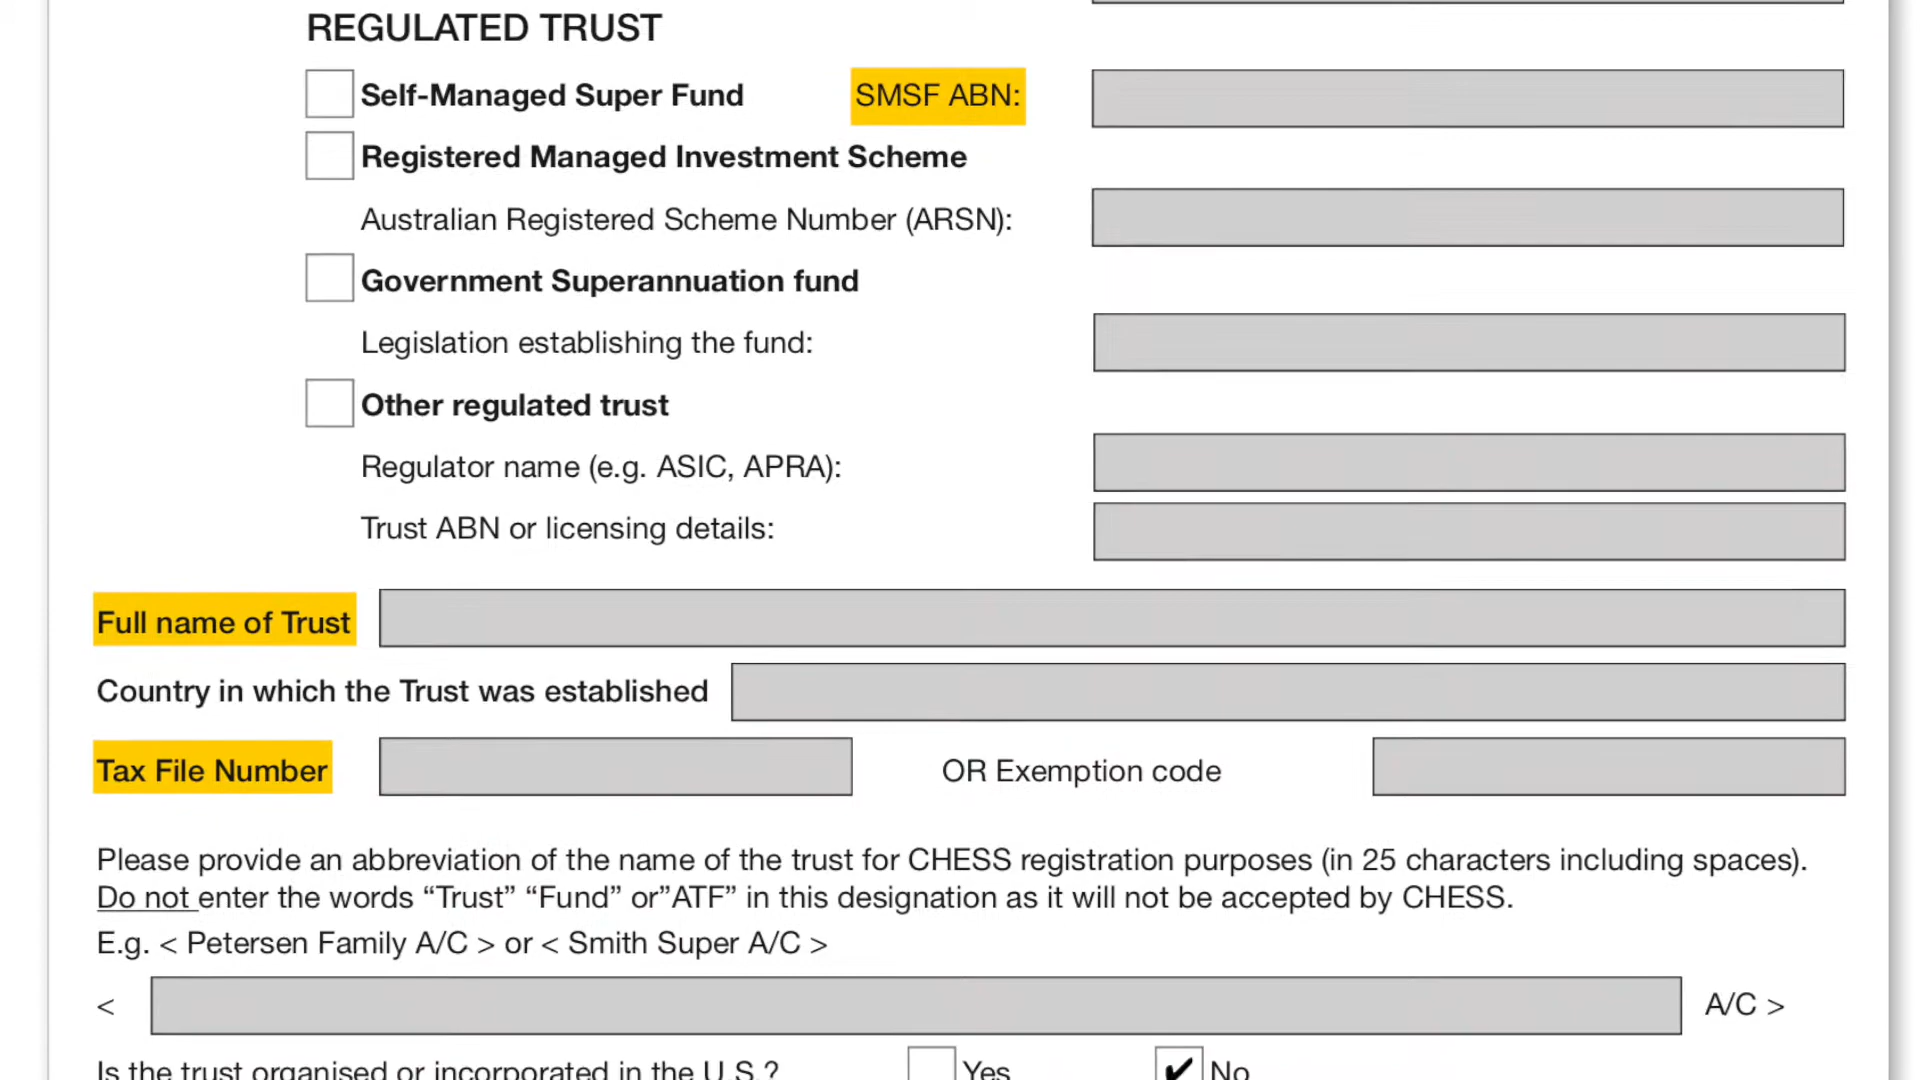 REGULATED TRUST
Self-Managed Super Fund SMSF ABN:
Registered Managed Investment Scheme
Australian Registered Scheme Number (ARSN):
Government Superannuation fund
Legislation establishing the fund:
Other regulated trust
Regulator name (e.g. ASIC, APRA):
Trust ABN or licensing details:
Full name of Trust
Country in which the Trust was established
Tax File Number OR Exemption code
Please provide an abbreviation of the name of the trust for CHESS registration purposes (in 25 characters including spaces).
Do not enter the words “Trust” “Fund” or”ATF” in this designation as it will not be accepted by CHESS.
E.g. < Petersen Family A/C > or < Smith Super A/C >
< A/C >
Is the trust organised or incorporated in the U.S.? Yes ✔ No